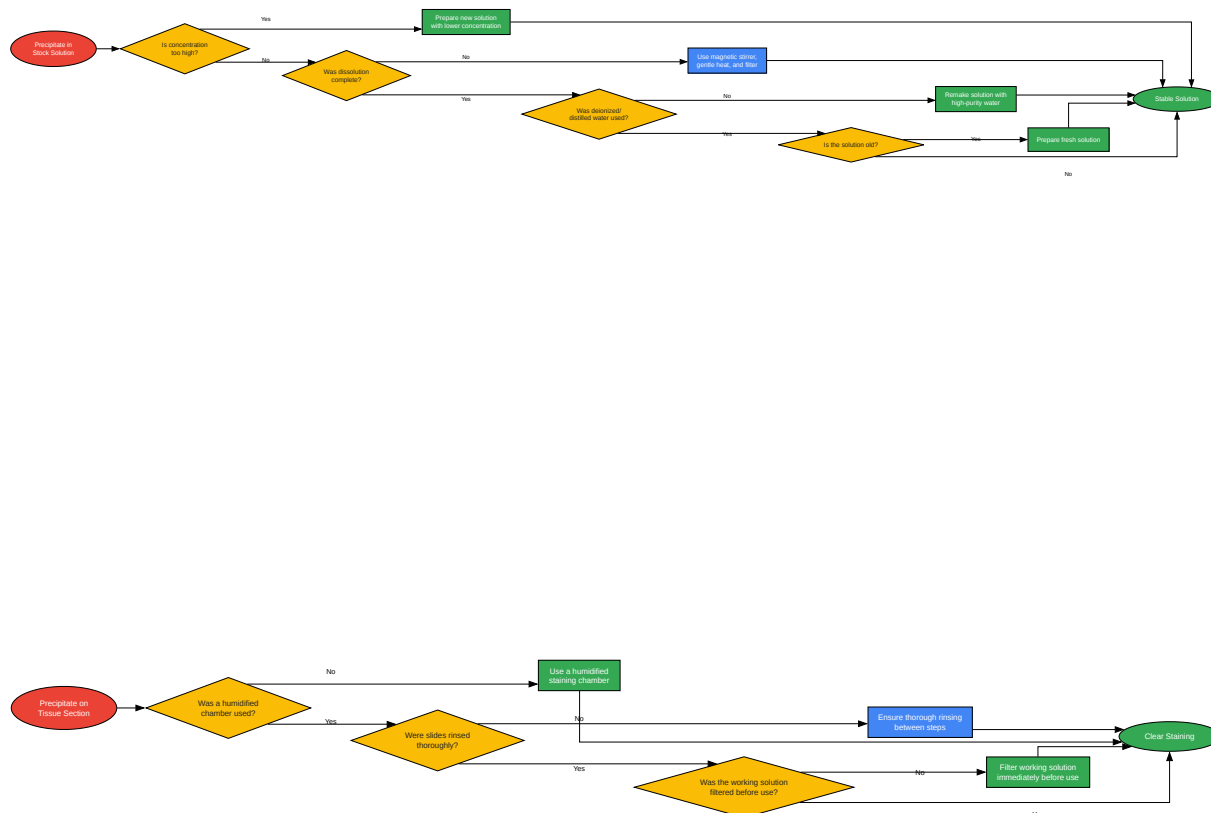 Yes
Prepare new solution
with lower concentration
Precipitate in
Stock Solution
Is concentration
too high?
No
Was dissolution
complete?
No
Use magnetic stirrer,
gentle heat, and filter
Yes
Was deionized/
distilled water used?
No
Remake solution with
high-purity water
Stable Solution
Yes
Is the solution old?
Yes
Prepare fresh solution
No
No
Use a humidified
staining chamber
Precipitate on
Tissue Section
Was a humidified
chamber used?
Yes
Were slides rinsed
thoroughly?
No
Ensure thorough rinsing
between steps
Clear Staining
Yes
Was the working solution
filtered before use?
No
Filter working solution
immediately before use